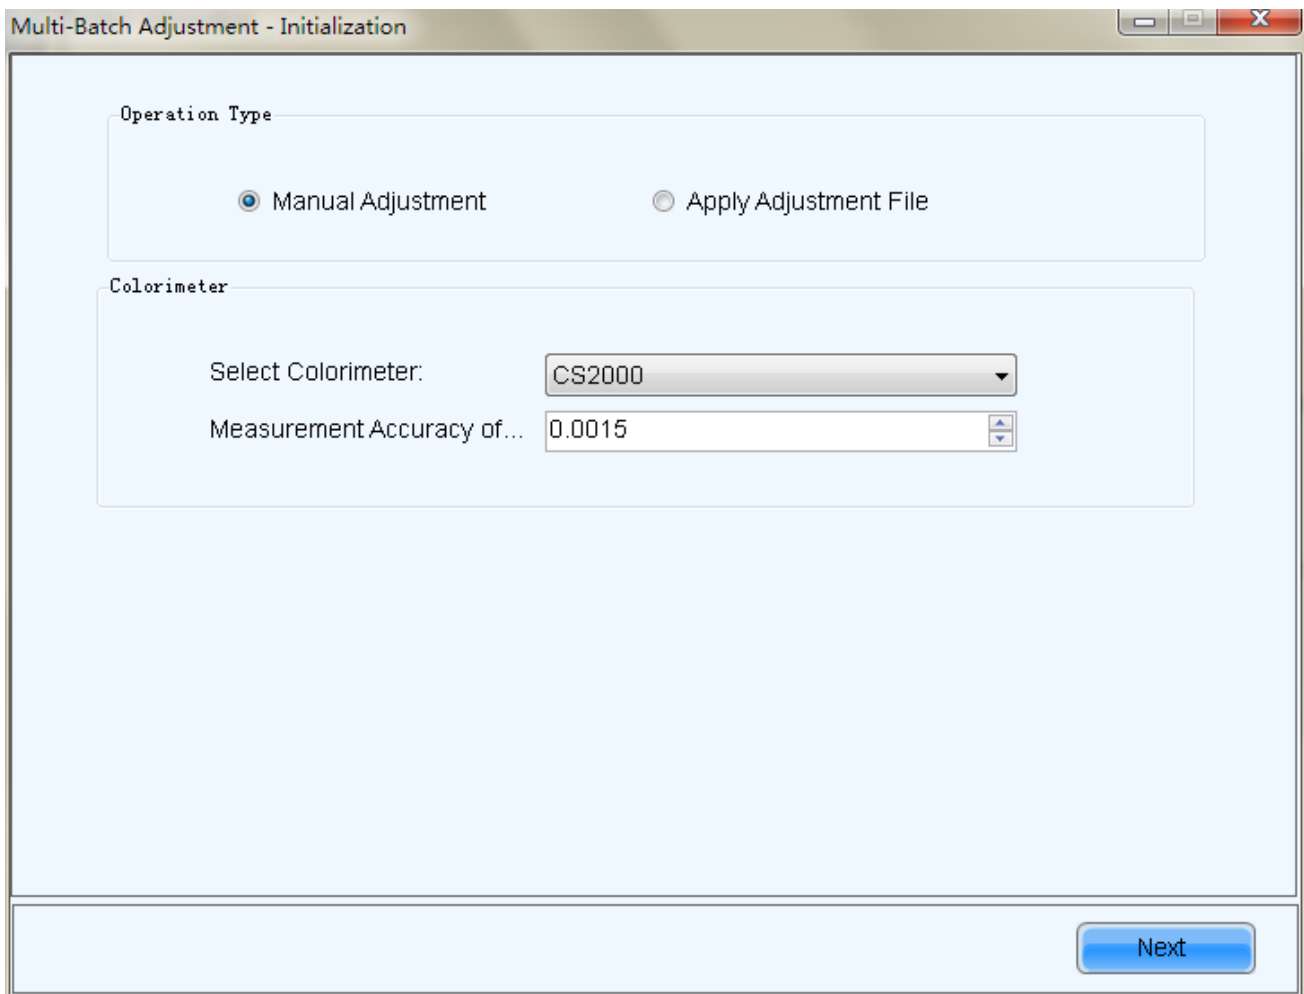 Multi-Batch Adjustment - Initialization
Operation Type
Manual Adjustment
Apply Adjustment File
Colorimeter
Select Colorimeter:
CS2000
Measurement Accuracy of...
0.0015
Next